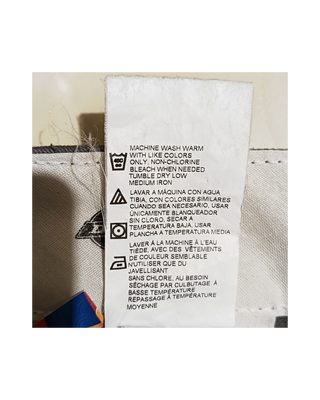 MACHINE WASH WARM
WITH LIKE COLORS
ONLY, NON-CHLORINE
BLEACH WHEN NEEDED
TUMBLE DRY LOW
MEDIUM IRON
LAVAR A MÁQUINA CON AGUA
TIBIA, CON COLORES SIMILARES
CUANDO SEA NECESARIO, USAR
ÚNICAMENTE BLANQUEADOR
SIN CLORO, SECAR A
TEMPERATURA BAJA, USAR
PLANCHA A TEMPERATURA MEDIA
LAVER À LA MACHINE À L'EAU
TIÈDE, AVEC DES VÊTEMENTS
DE COULEUR SEMBLABLE
N'UTILISER QUE DU
JAVELLISANT
SANS CHLORE, AU BESOIN
SÉCHAGE PAR CULBUTAGE À
BASSE TEMPÉRATURE
REPASSAGE À TEMPÉRATURE
MOYENNE